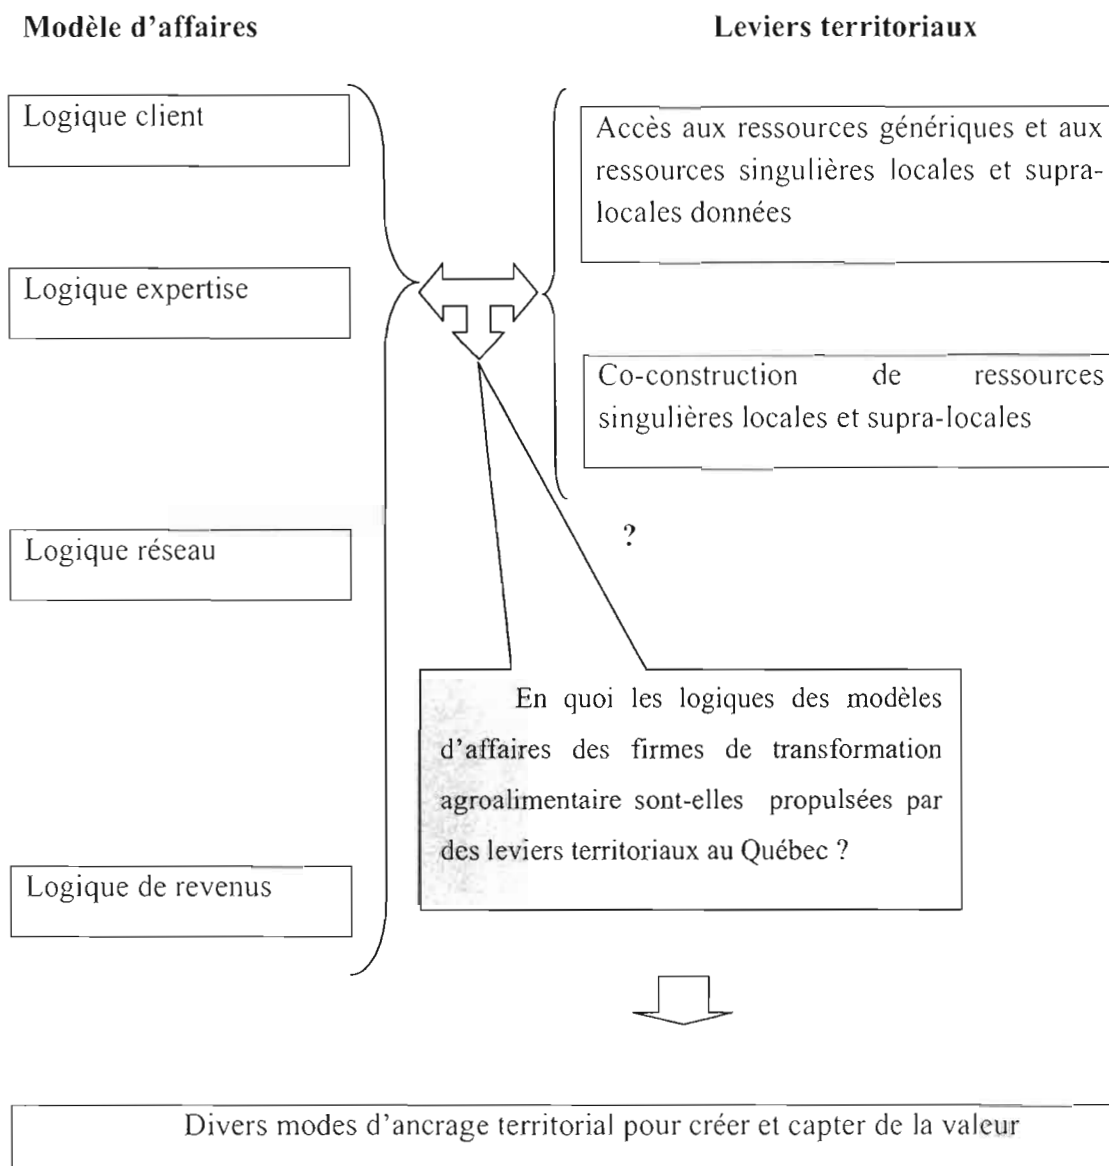 Modèle d'affaires
Leviers territoriaux
Logique client
Logique expertise
Logique réseau
Logique de revenus
Accès aux ressources génériques et aux
ressources singulières locales et supra-
locales données
Co-construction de ressources
singulières locales et supra-locales
?
En quoi les logiques des modèles
d'affaires des firmes de transformation
agroalimentaire sont-elles propulsées par
des leviers territoriaux au Québec ?
Divers modes d'ancrage territorial pour créer et capter de la valeur